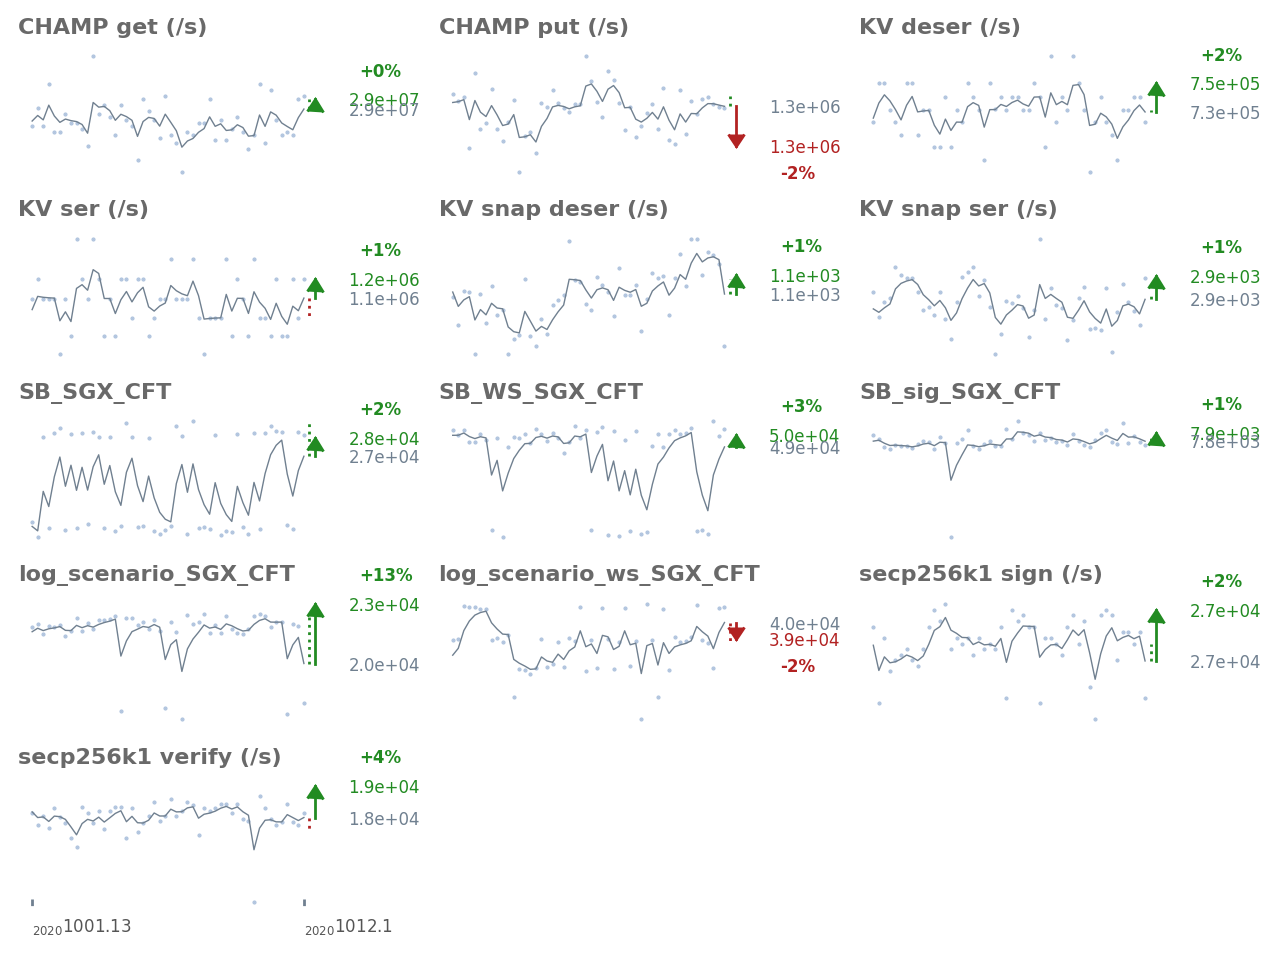 CHAMP get (/s)
+0%
2.9e+07
2.9e+07
CHAMP put (/s)
1.3e+06
1.3e+06
-2%
KV deser (/s)
+2%
7.5e+05
7.3e+05
KV ser (/s)
+1%
1.2e+06
1.1e+06
KV snap deser (/s)
+1%
1.1e+03
1.1e+03
KV snap ser (/s)
+1%
2.9e+03
2.9e+03
SB_SGX_CFT
+2%
2.8e+04
2.7e+04
SB_WS_SGX_CFT
+3%
5.0e+04
4.9e+04
SB_sig_SGX_CFT
+1%
7.9e+03
7.8e+03
log_scenario_SGX_CFT
+13%
2.3e+04
2.0e+04
log_scenario_ws_SGX_CFT
4.0e+04
3.9e+04
-2%
secp256k1 sign (/s)
+2%
2.7e+04
2.7e+04
secp256k1 verify (/s)
+4%
1.9e+04
1.8e+04
20201001.13
20201012.1